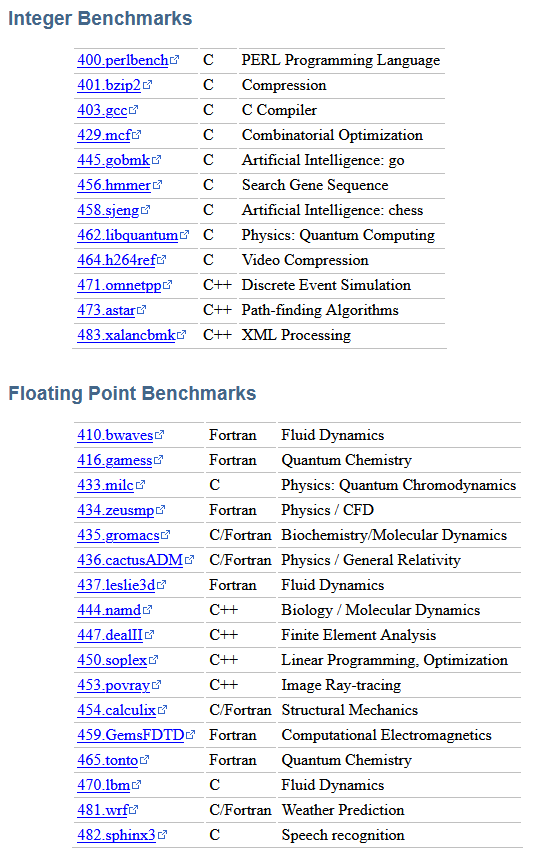 Integer Benchmarks
400.perlbench C PERL Programming Language
401.bzip2 C Compression
403.gcc C C Compiler
429.mcf C Combinatorial Optimization
445.gobmk C Artificial Intelligence: go
456.hmmer C Search Gene Sequence
458.sjeng C Artificial Intelligence: chess
462.libquantum C Physics: Quantum Computing
464.h264ref C Video Compression
471.omnetpp C++ Discrete Event Simulation
473.astar C++ Path-finding Algorithms
483.xalancbmk C++ XML Processing
Floating Point Benchmarks
410.bwaves Fortran Fluid Dynamics
416.gamess Fortran Quantum Chemistry
433.milc C Physics: Quantum Chromodynamics
434.zeusmp Fortran Physics / CFD
435.gromacs C/Fortran Biochemistry/Molecular Dynamics
436.cactusADM C/Fortran Physics / General Relativity
437.leslie3d Fortran Fluid Dynamics
444.namd C++ Biology / Molecular Dynamics
447.dealII C++ Finite Element Analysis
450.soplex C++ Linear Programming, Optimization
453.povray C++ Image Ray-tracing
454.calculix C/Fortran Structural Mechanics
459.GemsFDTD Fortran Computational Electromagnetics
465.tonto Fortran Quantum Chemistry
470.lbm C Fluid Dynamics
481.wrf C/Fortran Weather Prediction
482.sphinx3 C Speech recognition